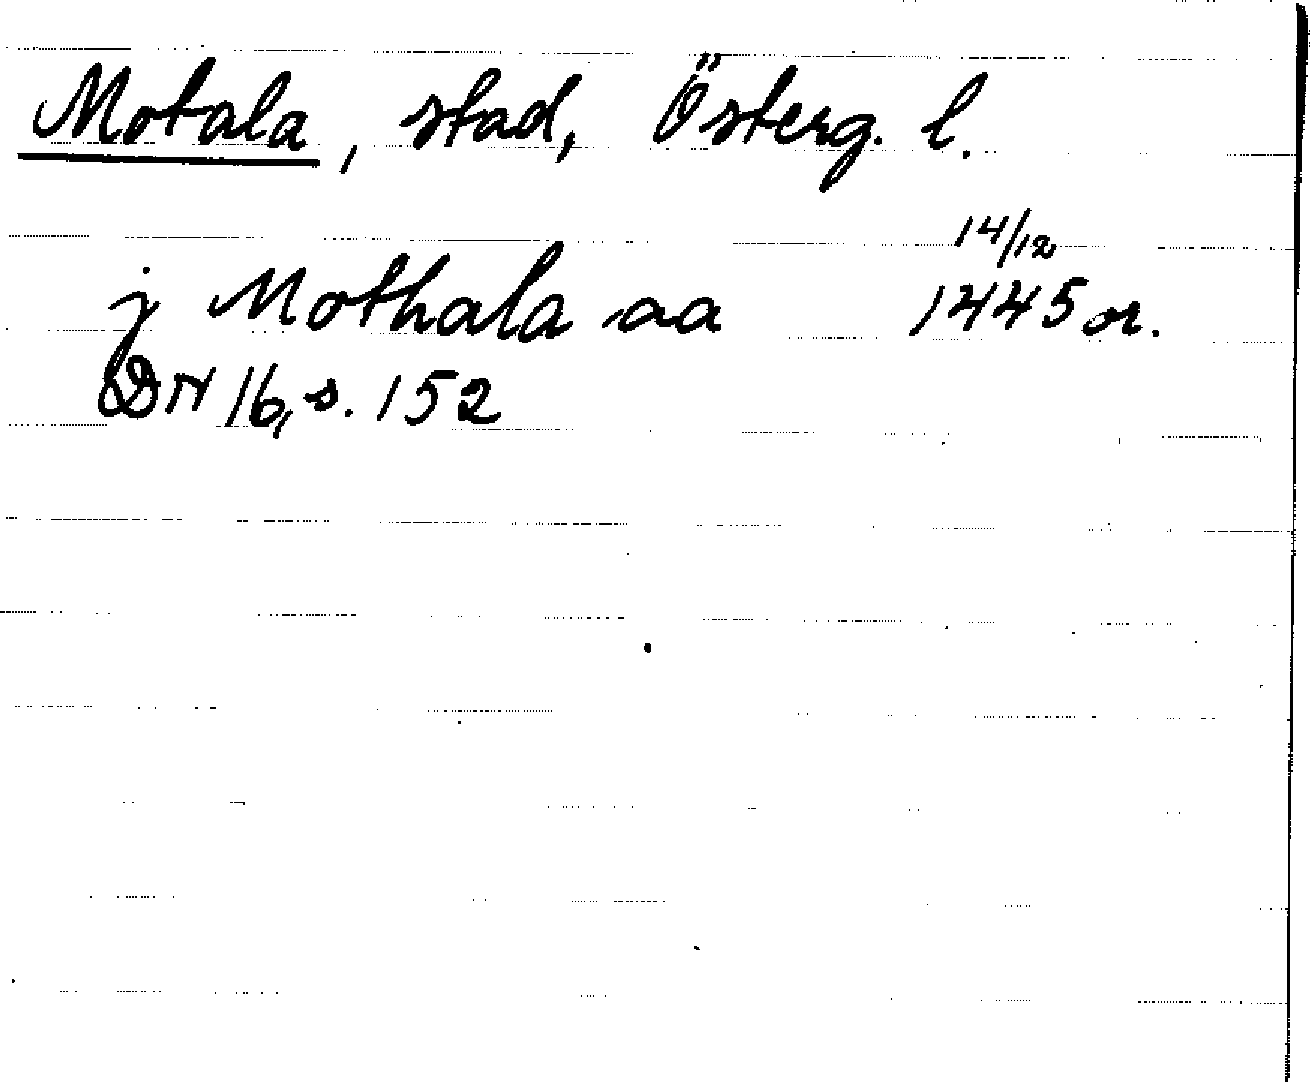 Motala, stad, Österg. l.
14/12
j Mothala aa 1445 or.
DN 16, s. 152